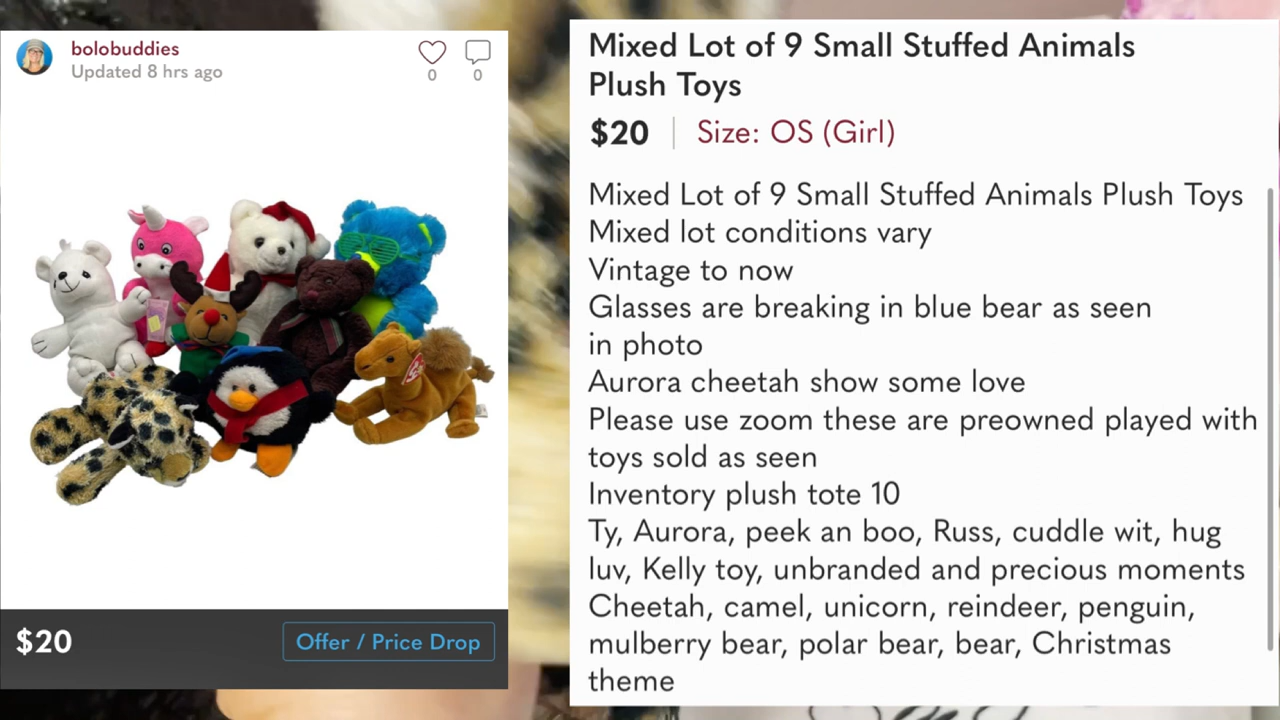 bolobuddies
Updated 8 hrs ago
0
0
$20
Offer / Price Drop
Mixed Lot of 9 Small Stuffed Animals
Plush Toys
$20
Size: OS (Girl)
Mixed Lot of 9 Small Stuffed Animals Plush Toys
Mixed lot conditions vary
Vintage to now
Glasses are breaking in blue bear as seen
in photo
Aurora cheetah show some love
Please use zoom these are preowned played with
toys sold as seen
Inventory plush tote 10
Ty, Aurora, peek an boo, Russ, cuddle wit, hug
luv, Kelly toy, unbranded and precious moments
Cheetah, camel, unicorn, reindeer, penguin,
mulberry bear, polar bear, bear, Christmas
theme